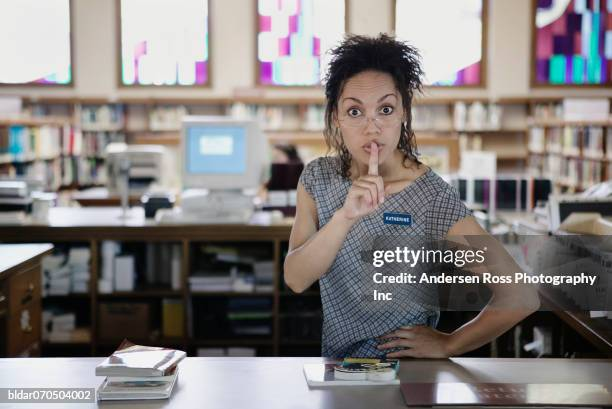 KATHERINE
gettyimages®
Credit: Andersen Ross Photography
Inc
bldar070504002